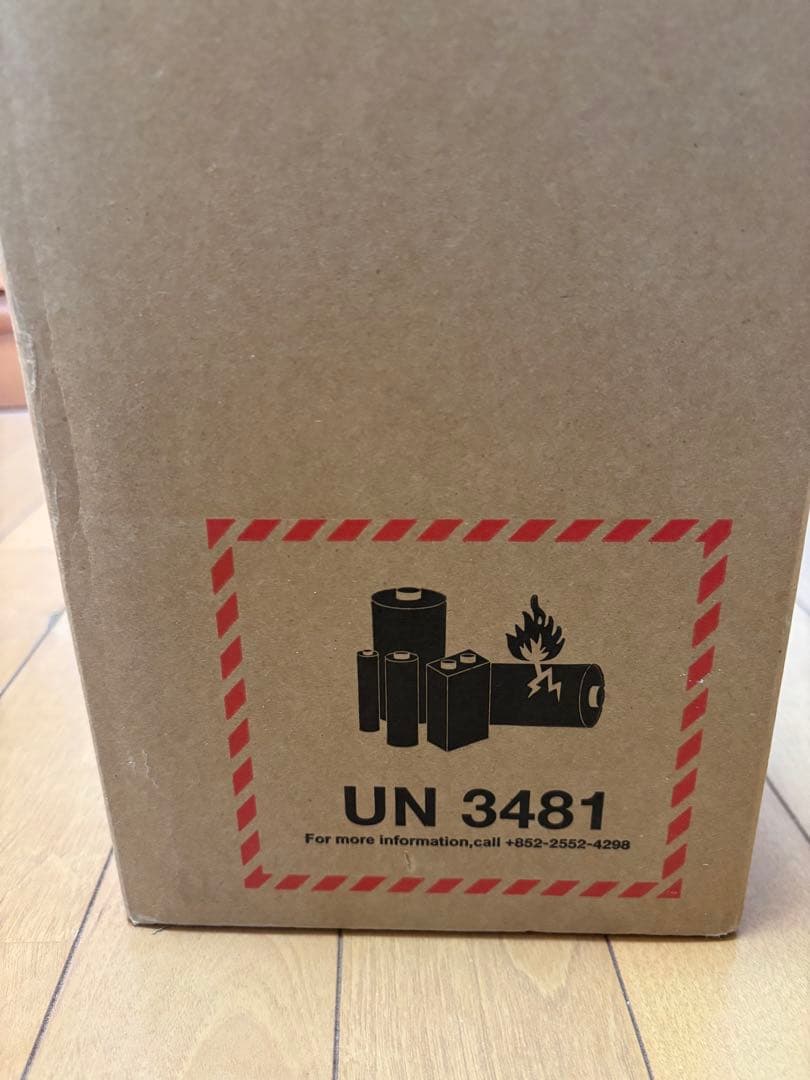 UN 3481
For more information,call +852-2552-4298